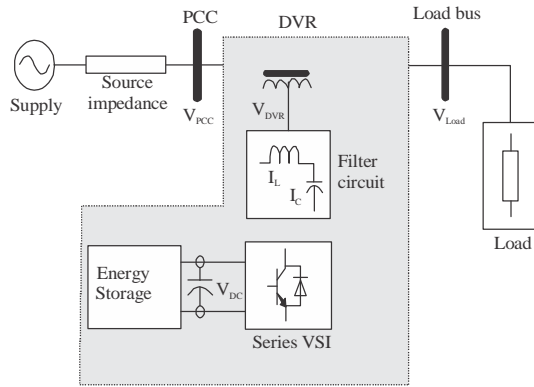 PCC
DVR
Load bus
Supply
Source
impedance
V_PCC
V_DVR
V_Load
I_L
I_C
Filter
circuit
Load
Energy
Storage
V_DC
Series VSI